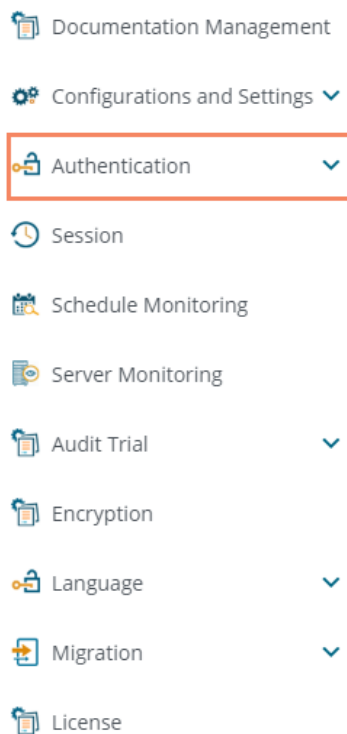 Documentation Management
Configurations and Settings
Authentication
Session
Schedule Monitoring
Server Monitoring
Audit Trial
Encryption
Language
Migration
License